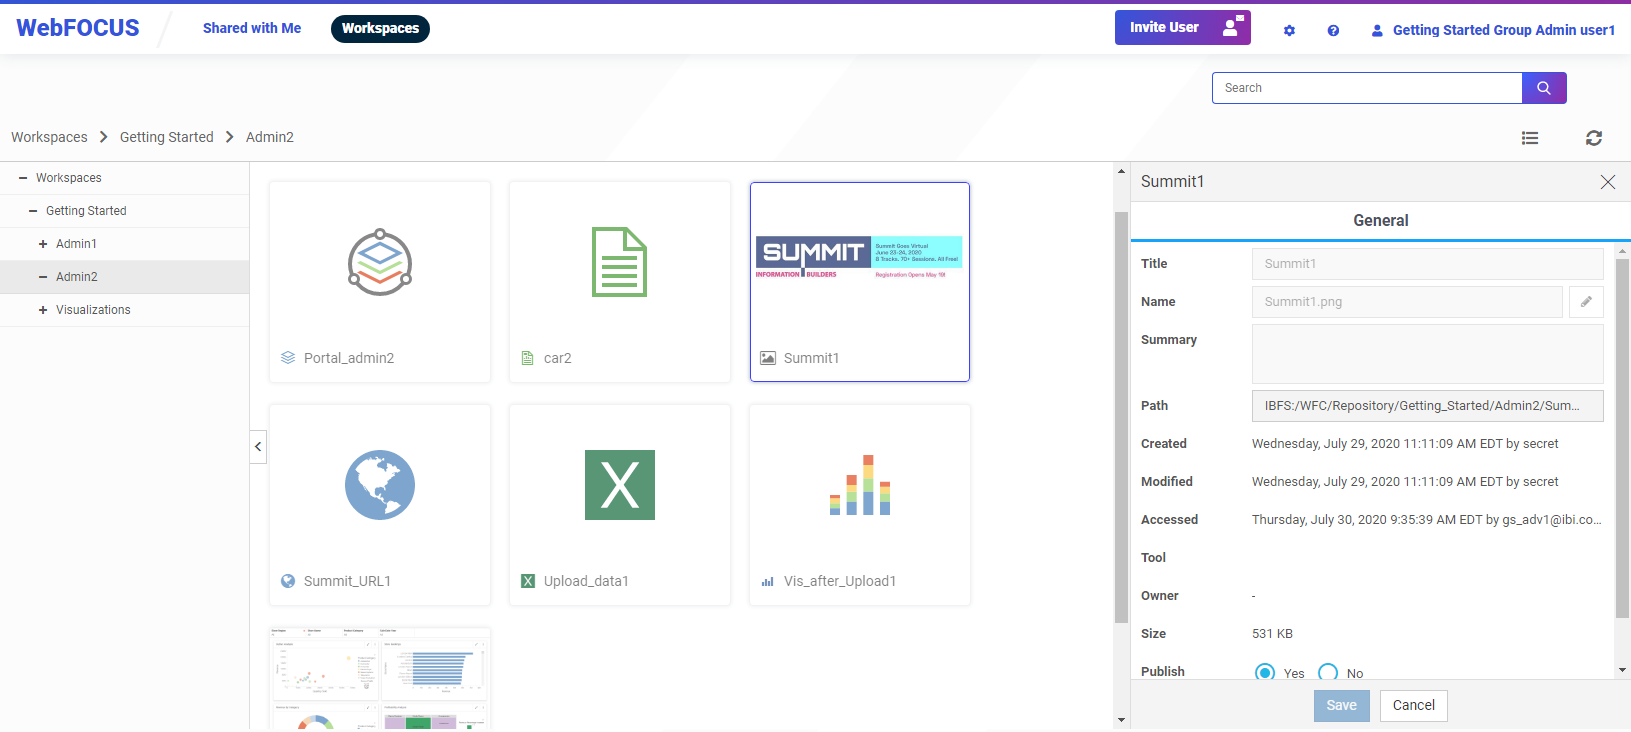 WebFOCUS
Shared with Me
Workspaces
Invite User
Getting Started Group Admin user1
Search
Workspaces > Getting Started > Admin2
Workspaces
Getting Started
Admin1
Admin2
Visualizations
SUMMIT
INFORMATION BUILDERS
Summit Goes Virtual
June 23-24, 2020
8 Tracks. 70+ Sessions. All Free!
Registration Opens May 19!
Portal_admin2
car2
Summit1
X
Summit_URL1
X Upload_data1
Vis_after_Upload1
Summit1
General
Title Summit1
Name Summit1.png
Summary
Path IBFS:/WFC/Repository/Getting_Started/Admin2/Sum...
Created Wednesday, July 29, 2020 11:11:09 AM EDT by secret
Modified Wednesday, July 29, 2020 11:11:09 AM EDT by secret
Accessed Thursday, July 30, 2020 9:35:39 AM EDT by gs_adv1@ibi.co...
Tool
Owner -
Size 531 KB
Publish Yes No
Save Cancel